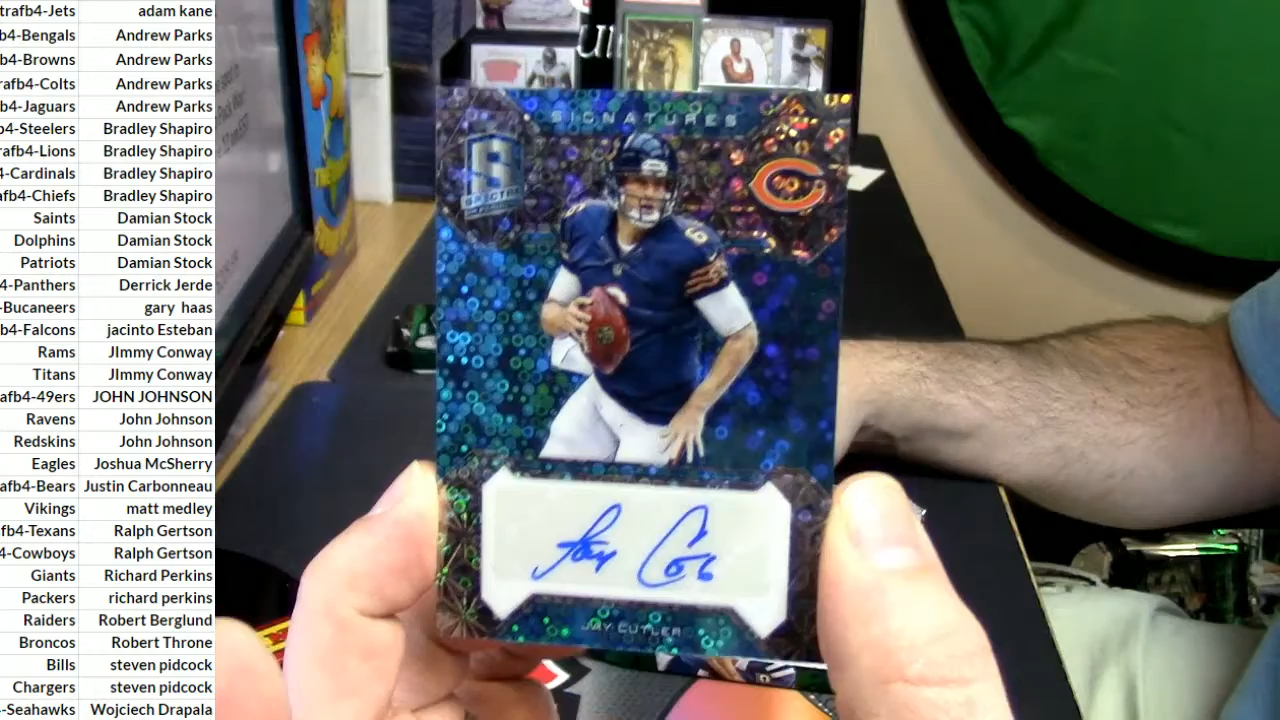 trafb4-Jets adam kane
b4-Bengals Andrew Parks
b4-Browns Andrew Parks
rafb4-Colts Andrew Parks
fb4-Jaguars Andrew Parks
b4-Steelers Bradley Shapiro
rafb4-Lions Bradley Shapiro
4-Cardinals Bradley Shapiro
afb4-Chiefs Bradley Shapiro
Saints Damian Stock
Dolphins Damian Stock
Patriots Damian Stock
4-Panthers Derrick Jerde
-Bucaneers gary haas
b4-Falcons jacinto Esteban
Rams JImmy Conway
Titans JImmy Conway
afb4-49ers JOHN JOHNSON
Ravens John Johnson
Redskins John Johnson
Eagles Joshua McSherry
afb4-Bears Justin Carbonneau
Vikings matt medley
fb4-Texans Ralph Gertson
4-Cowboys Ralph Gertson
Giants Richard Perkins
Packers richard perkins
Raiders Robert Berglund
Broncos Robert Throne
Bills steven pidcock
Chargers steven pidcock
-Seahawks Wojciech Drapala
SIGNATURES
S
SPECTRA
C
6
JAY CUTLER